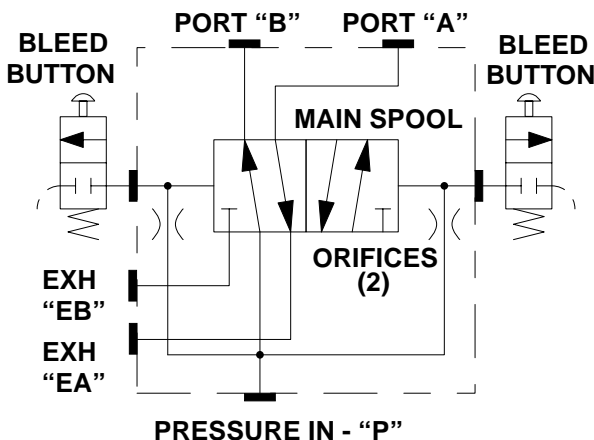 PORT “B”
PORT “A”
BLEED
BUTTON
BLEED
BUTTON
MAIN SPOOL
ORIFICES
(2)
EXH
“EB”
EXH
“EA”
PRESSURE IN - “P”